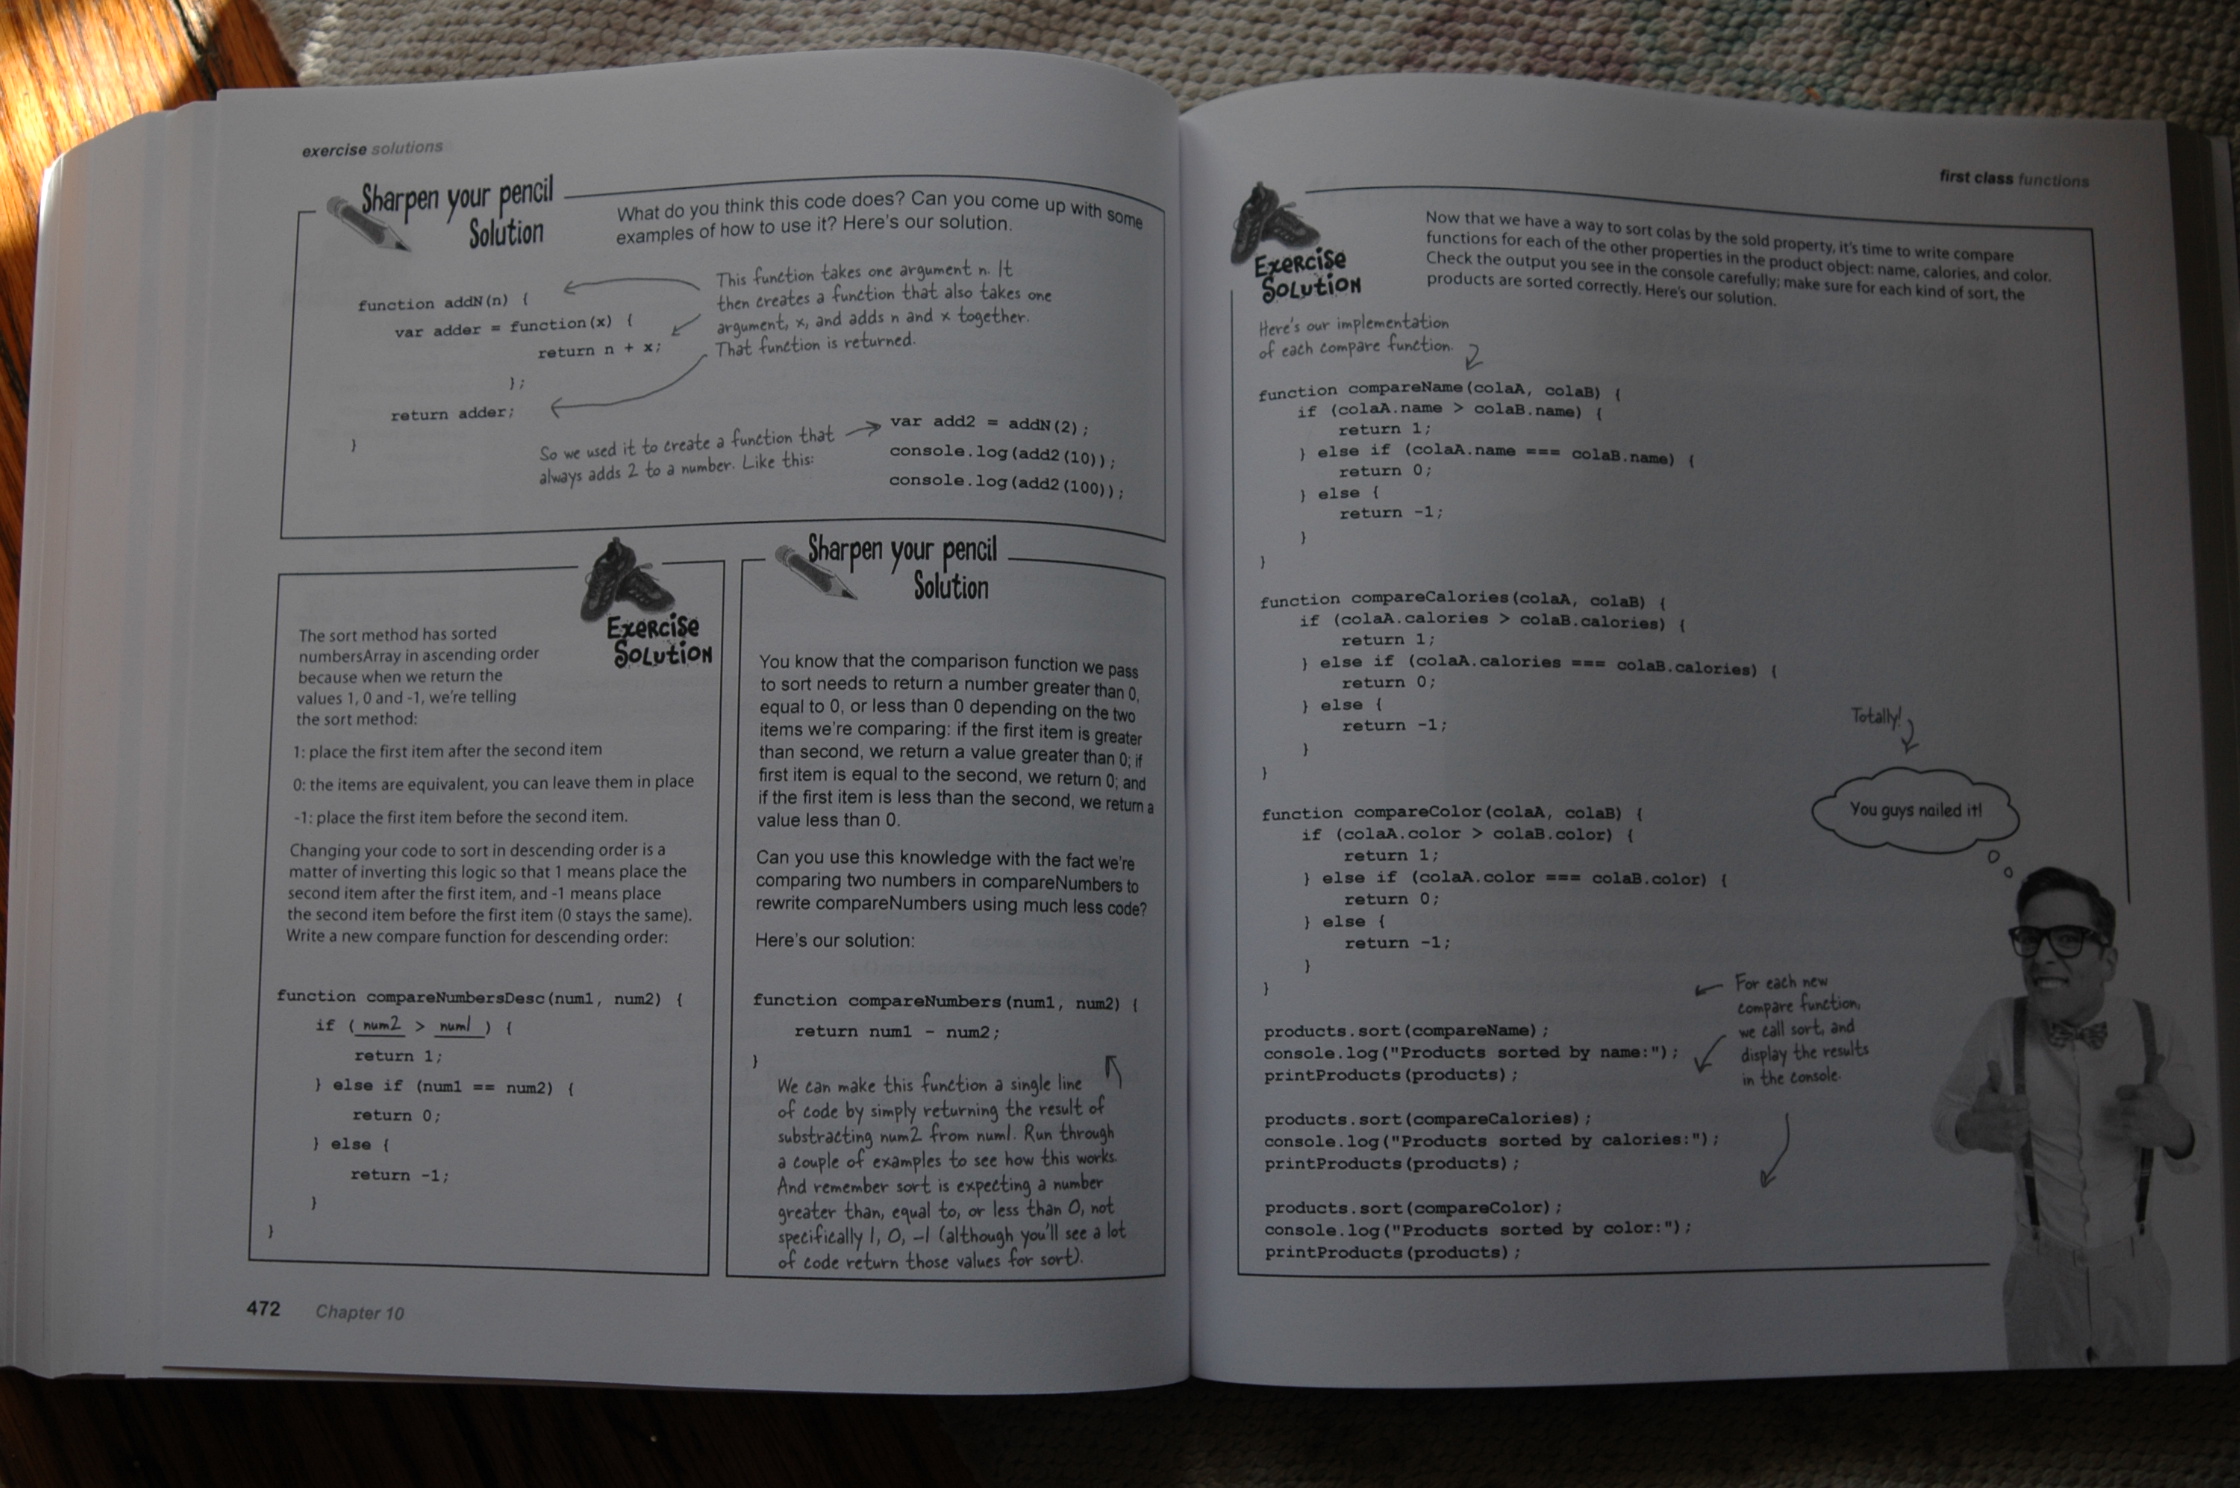 exercise solutions
Sharpen your pencil
Solution
What do you think this code does? Can you come up with some
examples of how to use it? Here's our solution.
function addN(n) {
var adder = function(x) {
return n + x;
};
return adder;
}
This function takes one argument n. It
then creates a function that also takes one
argument, x, and adds n and x together.
That function is returned.
So we used it to create a function that
always adds 2 to a number. Like this:
var add2 = addN(2);
console.log(add2(10));
console.log(add2(100));
Exercise
Solution
The sort method has sorted
numbersArray in ascending order
because when we return the
values 1, 0 and -1, we're telling
the sort method:
1: place the first item after the second item
0: the items are equivalent, you can leave them in place
-1: place the first item before the second item.
Changing your code to sort in descending order is a
matter of inverting this logic so that 1 means place the
second item after the first item, and -1 means place
the second item before the first item (0 stays the same).
Write a new compare function for descending order:
function compareNumbersDesc(num1, num2) {
if (num2 > num1) {
return 1;
} else if (num1 == num2) {
return 0;
} else {
return -1;
}
}
Sharpen your pencil
Solution
You know that the comparison function we pass
to sort needs to return a number greater than 0,
equal to 0, or less than 0 depending on the two
items we're comparing: if the first item is greater
than second, we return a value greater than 0; if
first item is equal to the second, we return 0; and
if the first item is less than the second, we return a
value less than 0.
Can you use this knowledge with the fact we're
comparing two numbers in compareNumbers to
rewrite compareNumbers using much less code?
Here's our solution:
function compareNumbers(num1, num2) {
return num1 - num2;
}
We can make this function a single line
of code by simply returning the result of
substracting num2 from num1. Run through
a couple of examples to see how this works.
And remember sort is expecting a number
greater than, equal to, or less than 0, not
specifically 1, 0, -1 (although you'll see a lot
of code return those values for sort).
472 Chapter 10
first class functions
Exercise
Solution
Now that we have a way to sort colas by the sold property, it's time to write compare
functions for each of the other properties in the product object: name, calories, and color.
Check the output you see in the console carefully; make sure for each kind of sort, the
products are sorted correctly. Here's our solution.
Here's our implementation
of each compare function.
function compareName(colaA, colaB) {
if (colaA.name > colaB.name) {
return 1;
} else if (colaA.name === colaB.name) {
return 0;
} else {
return -1;
}
}
function compareCalories(colaA, colaB) {
if (colaA.calories > colaB.calories) {
return 1;
} else if (colaA.calories === colaB.calories) {
return 0;
} else {
return -1;
}
}
function compareColor(colaA, colaB) {
if (colaA.color > colaB.color) {
return 1;
} else if (colaA.color === colaB.color) {
return 0;
} else {
return -1;
}
}
products.sort(compareName);
console.log("Products sorted by name:");
printProducts(products);
products.sort(compareCalories);
console.log("Products sorted by calories:");
printProducts(products);
products.sort(compareColor);
console.log("Products sorted by color:");
printProducts(products);
For each new
compare function,
we call sort, and
display the results
in the console.
Totally!
You guys nailed it!